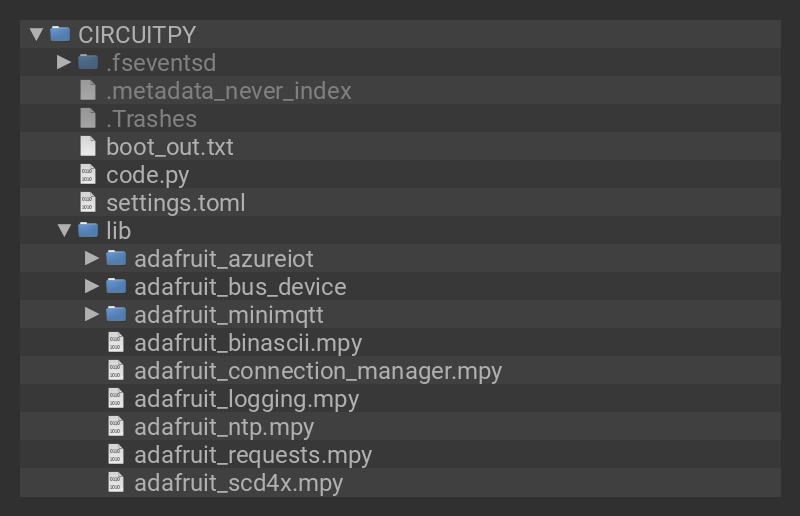 CIRCUITPY
.fseventsd
.metadata_never_index
.Trashes
boot_out.txt
code.py
settings.toml
lib
adafruit_azureiot
adafruit_bus_device
adafruit_minimqtt
adafruit_binascii.mpy
adafruit_connection_manager.mpy
adafruit_logging.mpy
adafruit_ntp.mpy
adafruit_requests.mpy
adafruit_scd4x.mpy